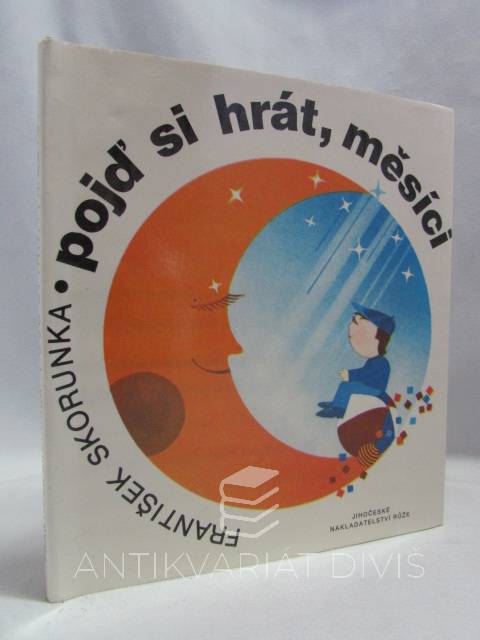 FRANTIŠEK SKORUNKA • pojď si hrát, měsíci
JIHOČESKÉ
NAKLADATELSTVÍ RŮŽE
ANTIKVARIÁT DIVIŠ